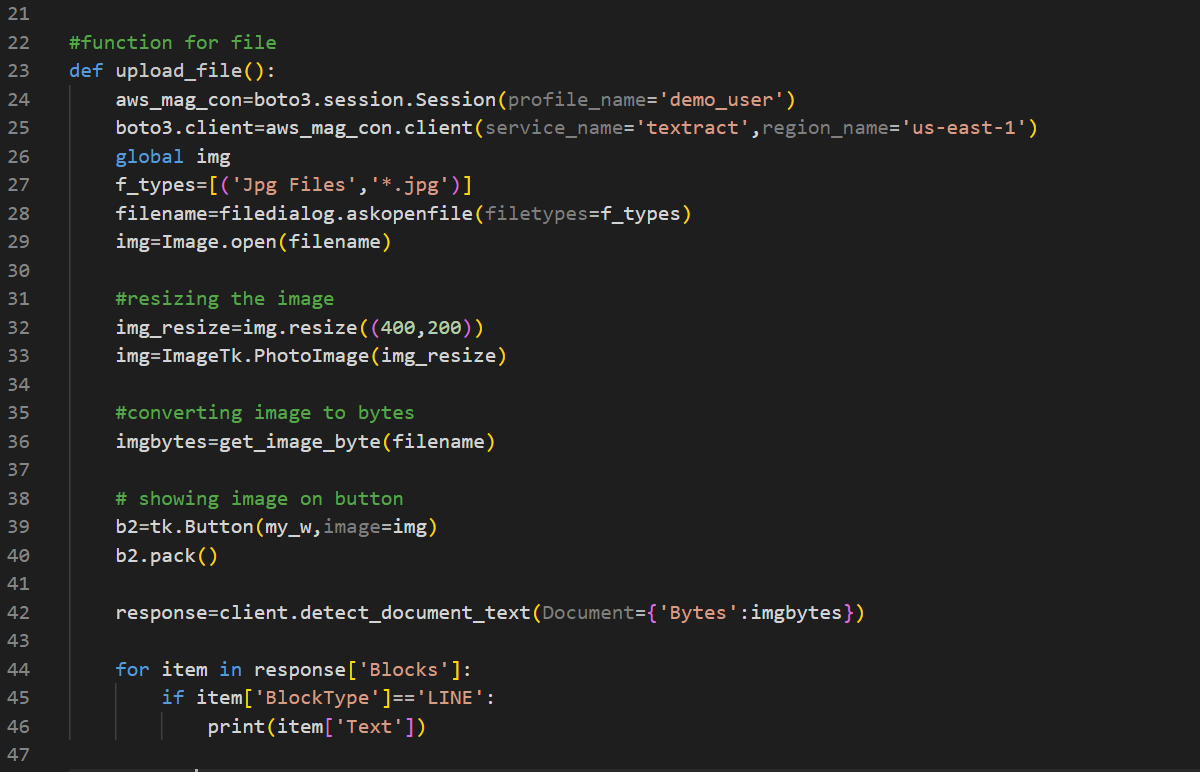 21
22 #function for file
23 def upload_file():
24     aws_mag_con=boto3.session.Session(profile_name='demo_user')
25     boto3.client=aws_mag_con.client(service_name='textract',region_name='us-east-1')
26     global img
27     f_types=[('Jpg Files','*.jpg')]
28     filename=filedialog.askopenfile(filetypes=f_types)
29     img=Image.open(filename)
30
31     #resizing the image
32     img_resize=img.resize((400,200))
33     img=ImageTk.PhotoImage(img_resize)
34
35     #converting image to bytes
36     imgbytes=get_image_byte(filename)
37
38     # showing image on button
39     b2=tk.Button(my_w,image=img)
40     b2.pack()
41
42     response=client.detect_document_text(Document={'Bytes':imgbytes})
43
44     for item in response['Blocks']:
45         if item['BlockType']=='LINE':
46             print(item['Text'])
47